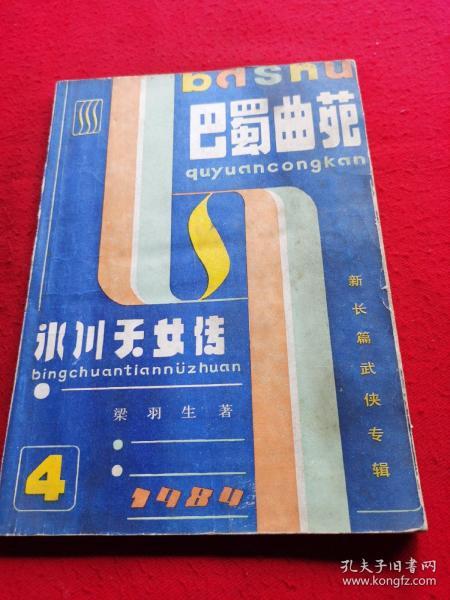 bashu
巴蜀曲苑
quyuancongkan
新长篇武侠专辑
冰川天女传
bingchuantiannüzhuan
梁羽生著
4
1984
孔夫子旧书网
www.kongfz.com